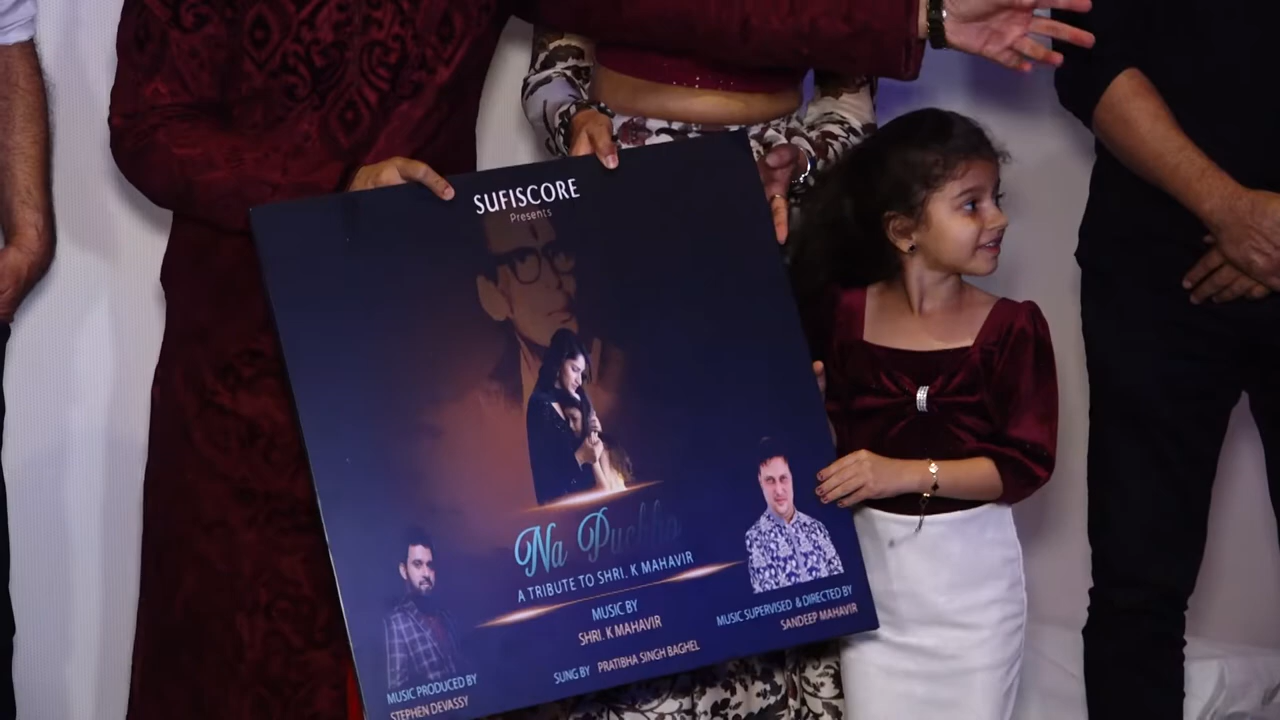 SUFISCORE
Presents
Na Puchho
A TRIBUTE TO SHRI. K MAHAVIR
MUSIC BY
SHRI. K MAHAVIR
MUSIC SUPERVISED & DIRECTED BY
SANDEEP MAHAVIR
SUNG BY PRATIBHA SINGH BAGHEL
MUSIC PRODUCED BY
STEPHEN DEVASSY